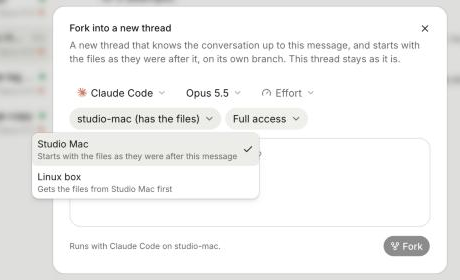 Fork into a new thread
A new thread that knows the conversation up to this message, and starts with
the files as they were after it, on its own branch. This thread stays as it is.
Claude Code
Opus 5.5
Effort
studio-mac (has the files)
Full access
Studio Mac
Starts with the files as they were after this message
Linux box
Gets the files from Studio Mac first
Runs with Claude Code on studio-mac.
Fork